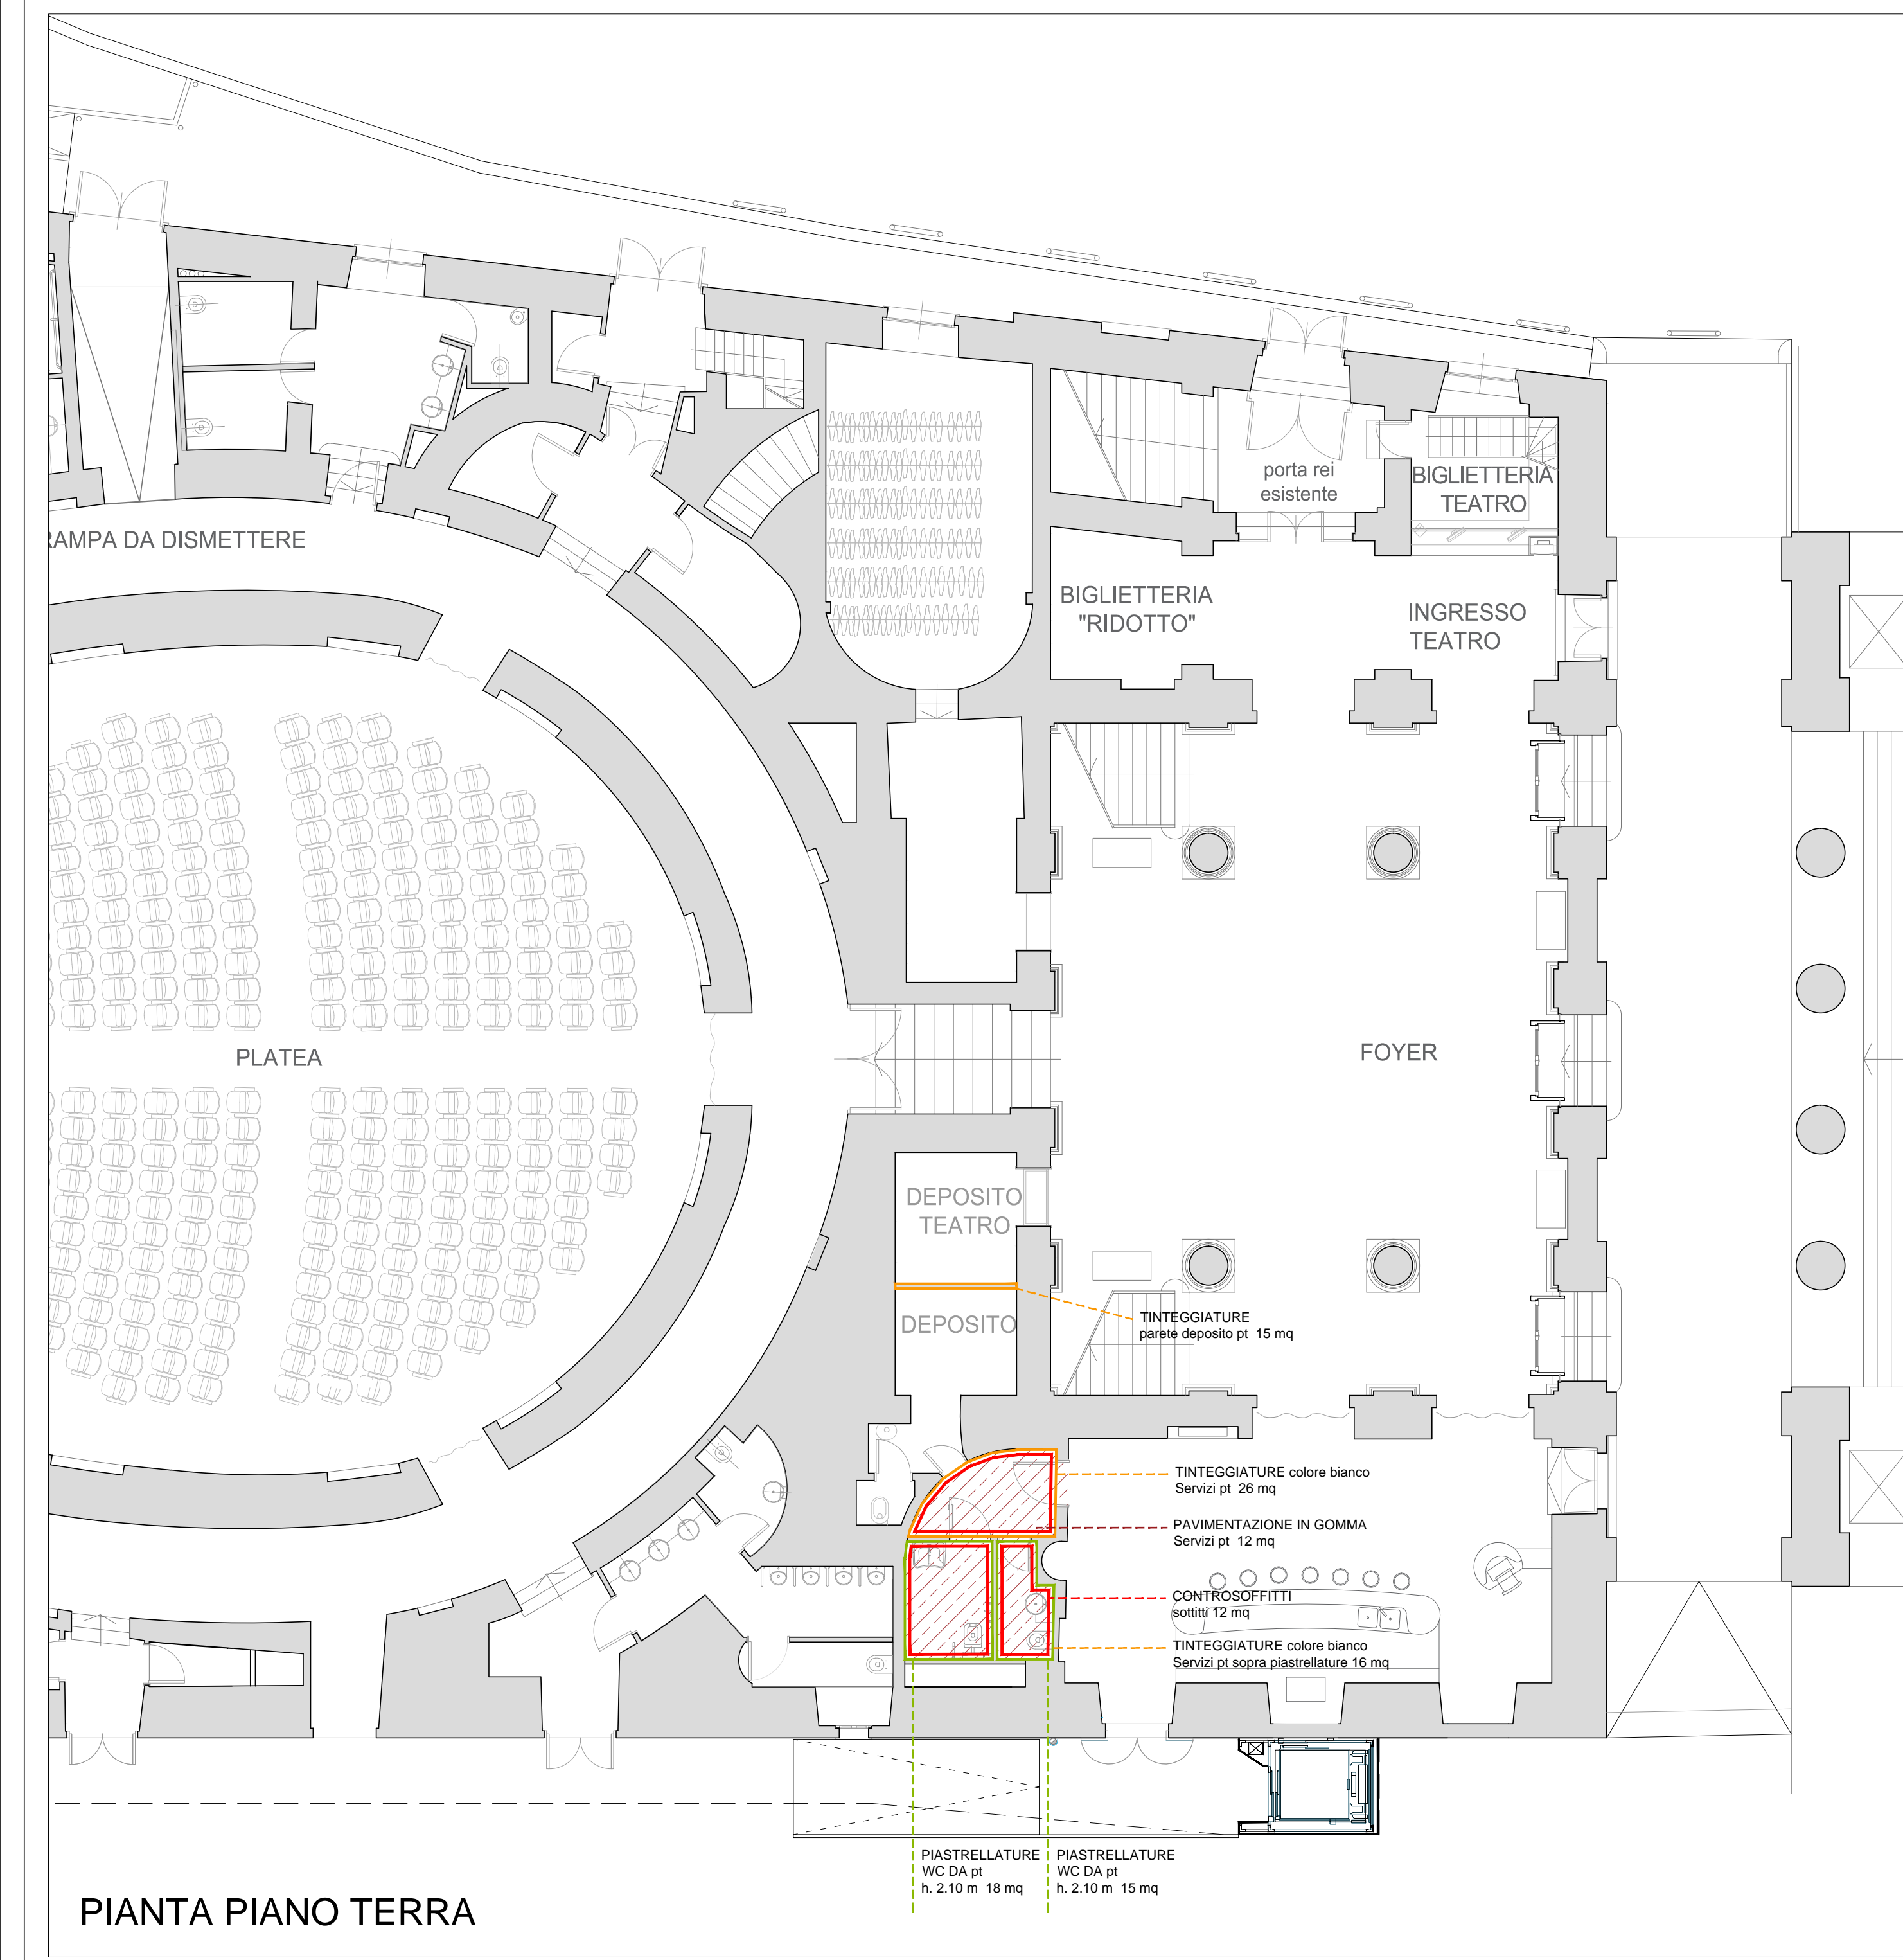 porta rei
esistente
BIGLIETTERIA
TEATRO
RAMPA DA DISMETTERE
BIGLIETTERIA
"RIDOTTO"
INGRESSO
TEATRO
PLATEA
FOYER
DEPOSITO
TEATRO
DEPOSITO
TINTEGGIATURE
parete deposito pt 15 mq
TINTEGGIATURE colore bianco
Servizi pt 26 mq
PAVIMENTAZIONE IN GOMMA
Servizi pt 12 mq
CONTROSOFFITTI
sottitti 12 mq
TINTEGGIATURE colore bianco
Servizi pt sopra piastrellature 16 mq
PIASTRELLATURE
WC DA pt
h. 2.10 m 18 mq
PIASTRELLATURE
WC DA pt
h. 2.10 m 15 mq
PIANTA PIANO TERRA